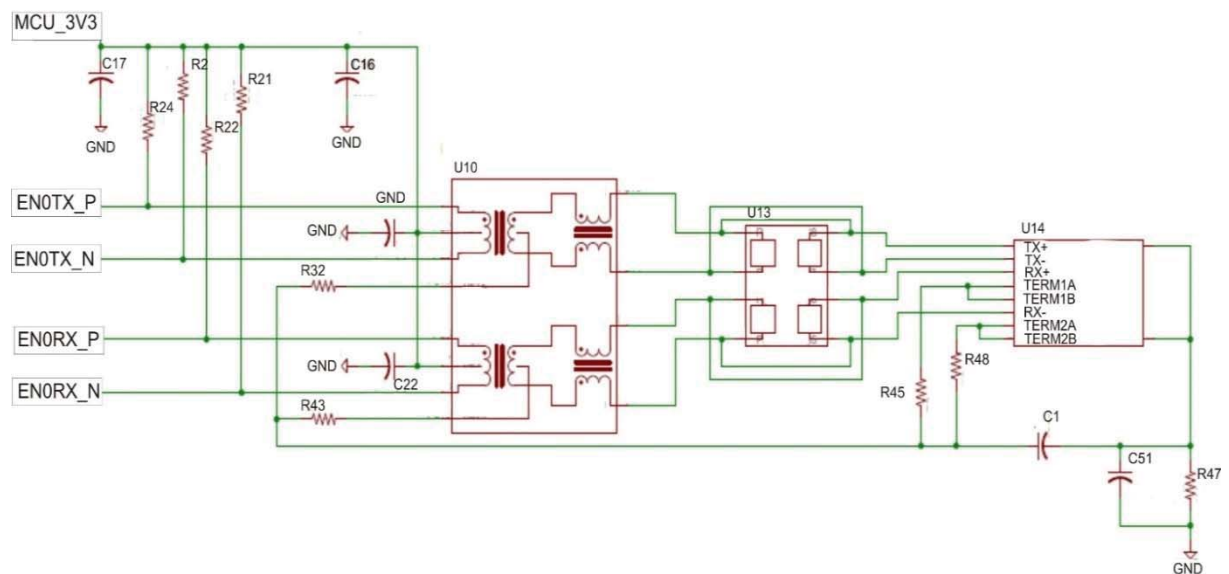 MCU_3V3
C17
R2
C16
R21
R24
R22
GND
GND
U10
EN0TX_P
GND
U13
GND
U14
EN0TX_N
TX+
TX-
RX+
R32
TERM1A
TERM1B
RX-
TERM2A
EN0RX_P
TERM2B
GND
R48
C22
EN0RX_N
R45
R43
C1
C51
R47
GND